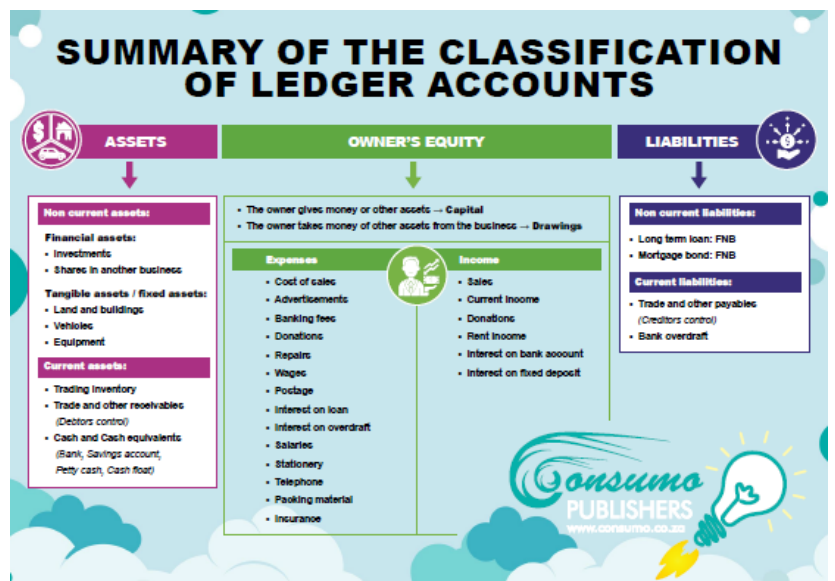 SUMMARY OF THE CLASSIFICATION
OF LEDGER ACCOUNTS
ASSETS
Non current assets:
Financial assets:
• Investments
• Shares in another business
Tangible assets / fixed assets:
• Land and buildings
• Vehicles
• Equipment
Current assets:
• Trading inventory
• Trade and other receivables
(Debtors control)
• Cash and Cash equivalents
(Bank, Savings account,
Petty cash, Cash float)
OWNER'S EQUITY
• The owner gives money or other assets → Capital
• The owner takes money of other assets from the business → Drawings
Expenses
• Cost of sales
• Advertisements
• Banking fees
• Donations
• Repairs
• Wages
• Postage
• Interest on loan
• Interest on overdraft
• Salaries
• Stationery
• Telephone
• Packing material
• Insurance
Income
• Sales
• Current income
• Donations
• Rent income
• Interest on bank account
• Interest on fixed deposit
LIABILITIES
Non current liabilities:
• Long term loan: FNB
• Mortgage bond: FNB
Current liabilities:
• Trade and other payables
(Creditors control)
• Bank overdraft
Consumo
PUBLISHERS
www.consumo.co.za